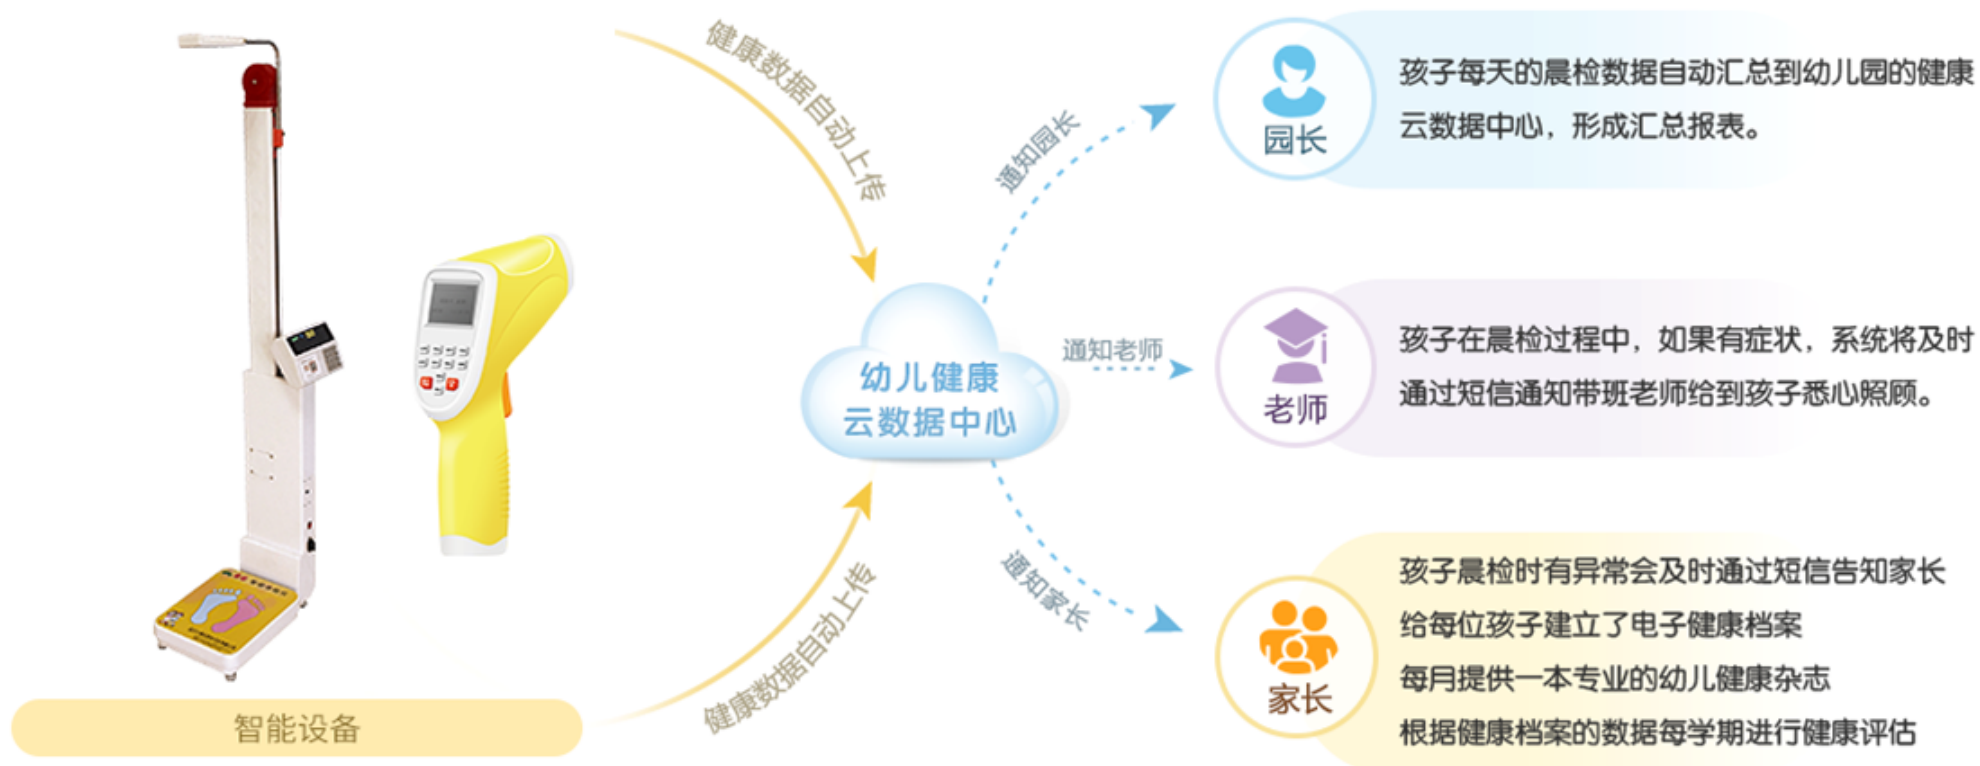 健康数据自动上传
通知园长
园长
孩子每天的晨检数据自动汇总到幼儿园的健康
云数据中心，形成汇总报表。
幼儿健康
云数据中心
通知老师
老师
孩子在晨检过程中，如果有症状，系统将及时
通过短信通知带班老师给到孩子悉心照顾。
健康数据自动上传
通知家长
家长
孩子晨检时有异常会及时通过短信告知家长
给每位孩子建立了电子健康档案
每月提供一本专业的幼儿健康杂志
根据健康档案的数据每学期进行健康评估
智能设备